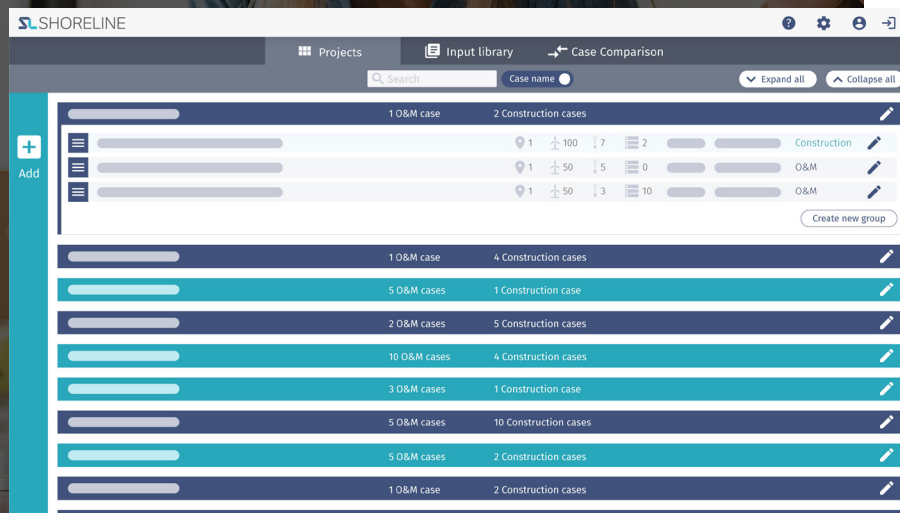 SHORELINE
Projects Input library Case Comparison
Search Case name Expand all Collapse all
Add
1 O&M case 2 Construction cases
1 100 7 2 Construction
1 50 5 0 O&M
1 50 3 10 O&M
Create new group
1 O&M case 4 Construction cases
5 O&M cases 1 Construction case
2 O&M cases 5 Construction cases
10 O&M cases 4 Construction cases
3 O&M cases 1 Construction case
5 O&M cases 10 Construction cases
5 O&M cases 2 Construction cases
1 O&M case 2 Construction cases